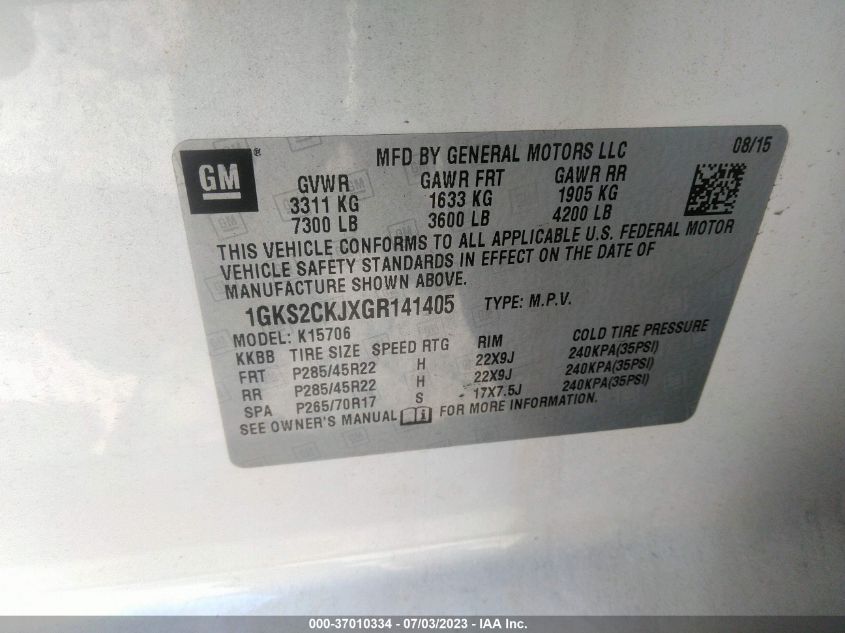 GM®
MFD BY GENERAL MOTORS LLC 08/15
GVWR GAWR FRT GAWR RR
3311 KG 1633 KG 1905 KG
7300 LB 3600 LB 4200 LB
THIS VEHICLE CONFORMS TO ALL APPLICABLE U.S. FEDERAL MOTOR
VEHICLE SAFETY STANDARDS IN EFFECT ON THE DATE OF
MANUFACTURE SHOWN ABOVE.
1GKS2CKJXGR141405 TYPE: M.P.V.
MODEL: K15706
KKBB TIRE SIZE SPEED RTG RIM COLD TIRE PRESSURE
FRT P285/45R22 H 22X9J 240KPA(35PSI)
RR P285/45R22 H 22X9J 240KPA(35PSI)
SPA P265/70R17 S 17X7.5J 240KPA(35PSI)
SEE OWNER'S MANUAL FOR MORE INFORMATION.
000-37010334 - 07/03/2023 - IAA Inc.